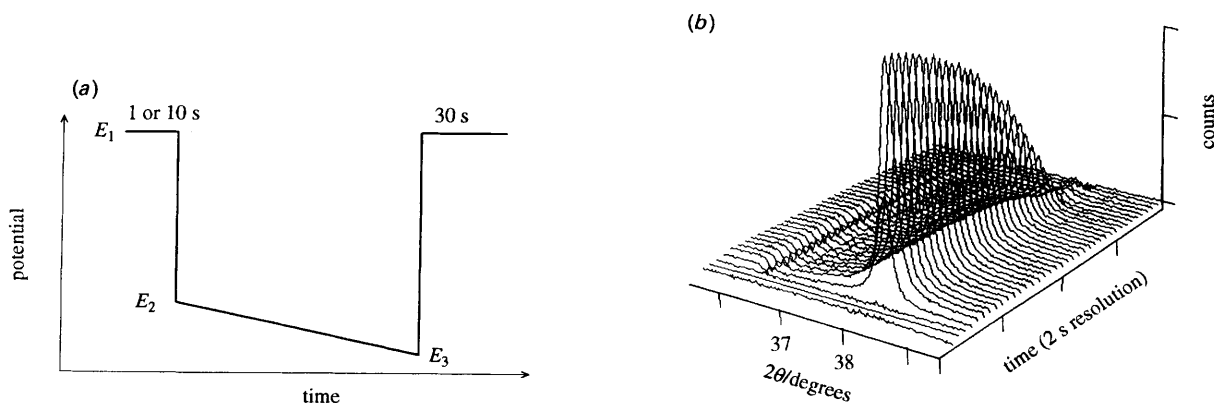 (a)
1 or 10 s
30 s
E₁
E₂
E₃
potential
time
(b)
counts
37
38
2θ/degrees
time (2 s resolution)